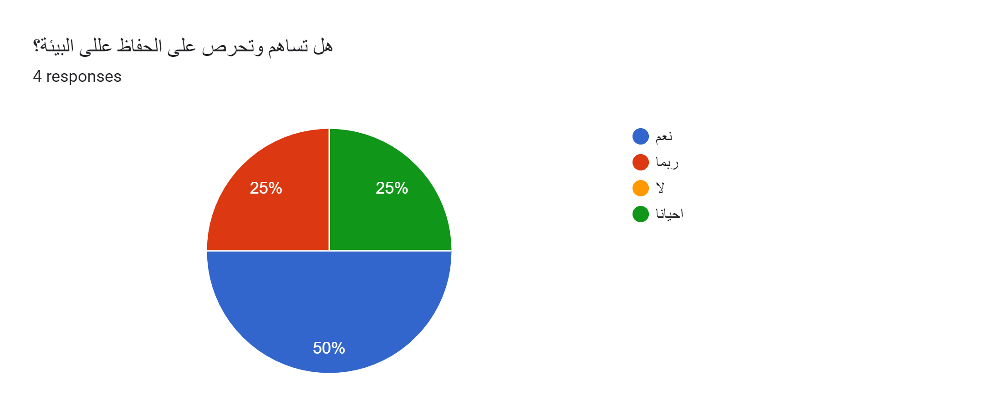 هل تساهم وتحرص على الحفاظ عللى البيئة؟
4 responses
25%
25%
50%
نعم
ربما
لا
احيانا